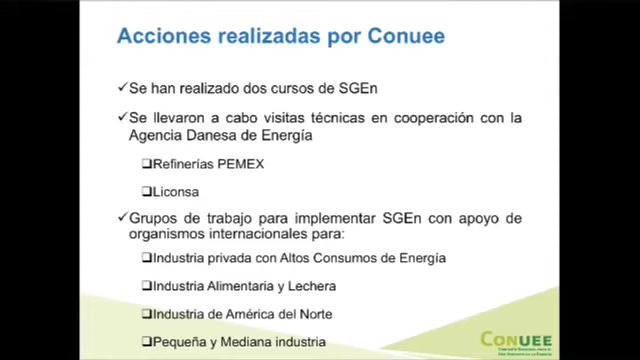 Acciones realizadas por Conuee
✓Se han realizado dos cursos de SGEn
✓Se llevaron a cabo visitas técnicas en cooperación con la
Agencia Danesa de Energía
❑Refinerías PEMEX
❑Liconsa
✓Grupos de trabajo para implementar SGEn con apoyo de
organismos internacionales para:
❑Industria privada con Altos Consumos de Energía
❑Industria Alimentaria y Lechera
❑Industria de América del Norte
❑Pequeña y Mediana industria
CONUEE